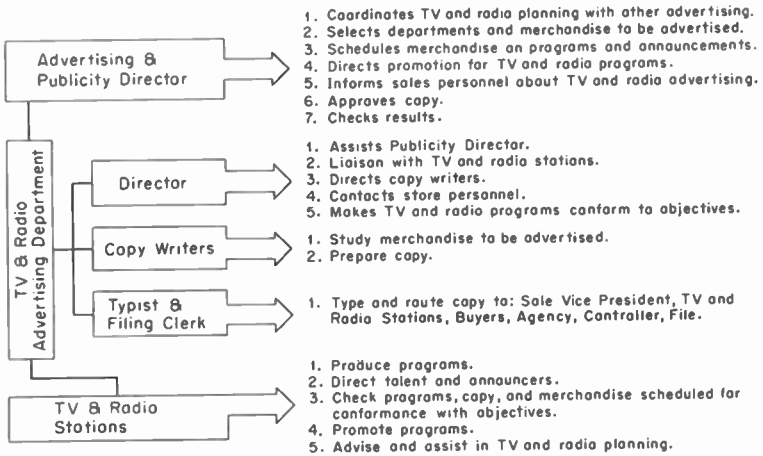 Advertising &
Publicity Director
1. Coordinates TV and radio planning with other advertising.
2. Selects departments and merchandise to be advertised.
3. Schedules merchandise on programs and announcements.
4. Directs promotion for TV and radio programs.
5. Informs sales personnel about TV and radio advertising.
6. Approves copy.
7. Checks results.
TV & Radio
Advertising Department
Director
1. Assists Publicity Director.
2. Liaison with TV and radio stations.
3. Directs copy writers.
4. Contacts store personnel.
5. Makes TV and radio programs conform to objectives.
Copy Writers
1. Study merchandise to be advertised.
2. Prepare copy.
Typist &
Filing Clerk
1. Type and route copy to: Sale Vice President, TV and
Radio Stations, Buyers, Agency, Controller, File.
TV & Radio
Stations
1. Produce programs.
2. Direct talent and announcers.
3. Check programs, copy, and merchandise scheduled for
conformance with objectives.
4. Promote programs.
5. Advise and assist in TV and radio planning.